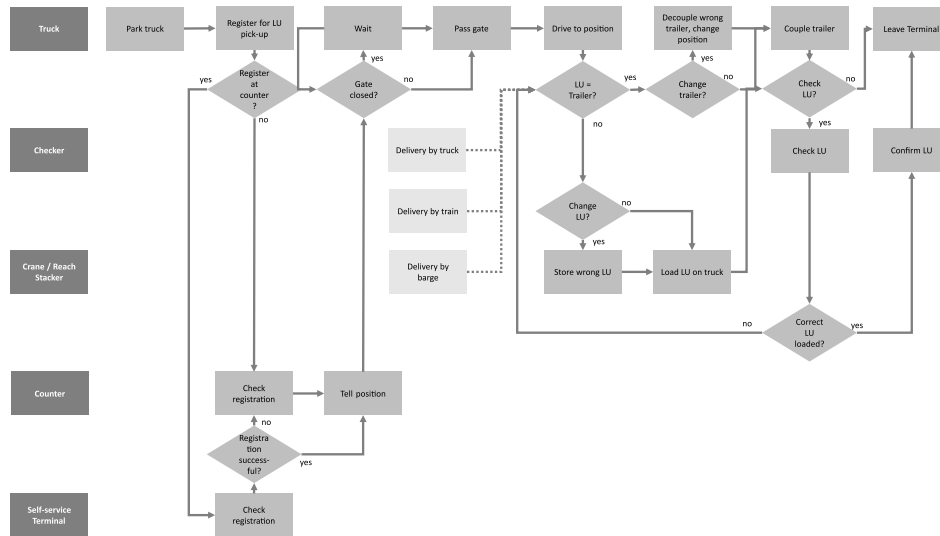 Truck
Park truck
Register for LU
pick-up
Wait
Pass gate
Drive to position
Decouple wrong
trailer, change
position
Couple trailer
Leave Terminal
yes
Register
at
counter
?
no
yes
Gate
closed?
no
LU =
Trailer?
yes
no
yes
Change
trailer?
no
Check
LU?
no
yes
Checker
Delivery by truck
Check LU
Confirm LU
Delivery by train
Change
LU?
no
yes
Crane / Reach
Stacker
Delivery by
barge
Store wrong LU
Load LU on truck
no
Correct
LU
loaded?
yes
Counter
Check
registration
Tell position
no
Registra
tion
success-
ful?
yes
Self-service
Terminal
Check
registration